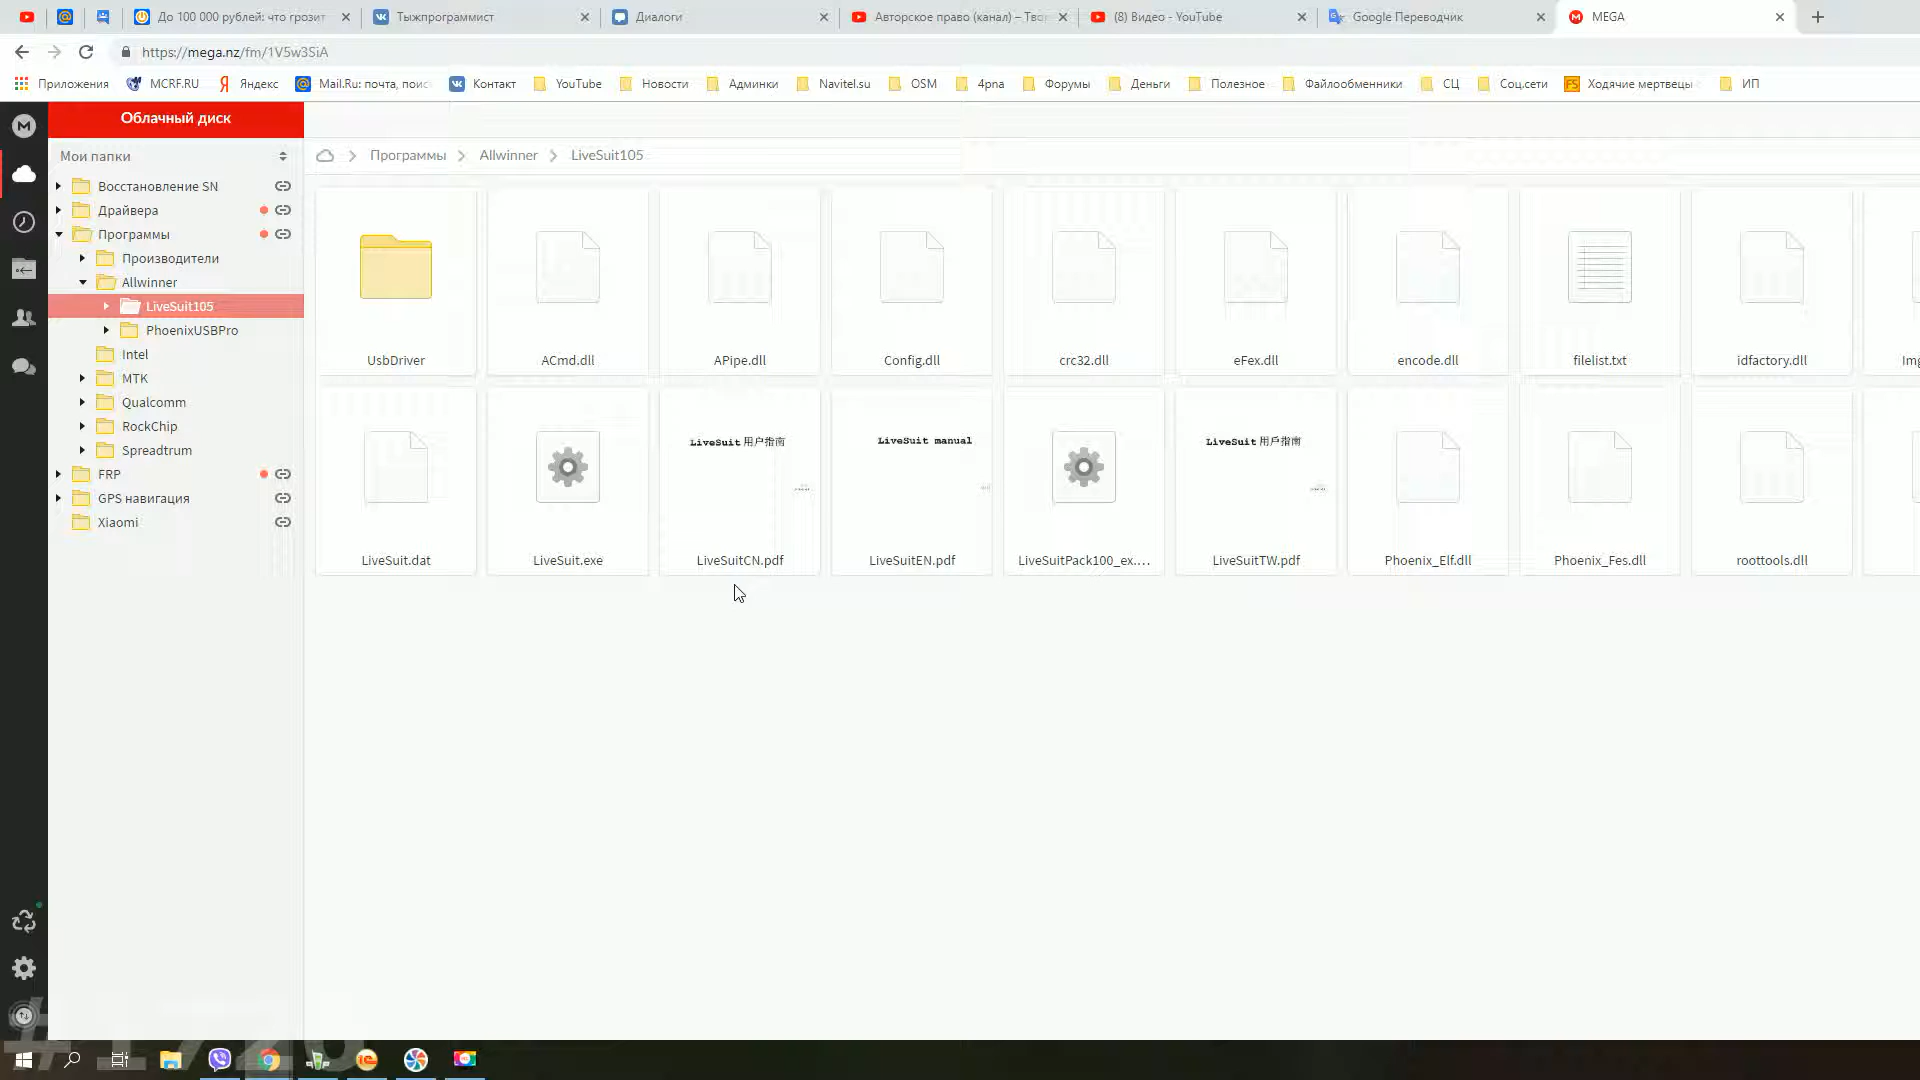 До 100 000 рублей: что грозит
Тыжпрограммист
Диалоги
Авторское право (канал) – Тво
(8) Видео - YouTube
Google Переводчик
MEGA
https://mega.nz/fm/1V5w3SiA
Приложения
MCRF.RU
Яндекс
Mail.Ru: почта, поис
Контакт
YouTube
Новости
Админки
Navitel.su
OSM
4pna
Форумы
Деньги
Полезное
Файлообменники
СЦ
Соц.сети
Ходячие мертвецы
ИП
Облачный диск
Мои папки
Программы
Allwinner
LiveSuit105
Восстановление SN
Драйвера
Программы
Производители
Allwinner
LiveSuit105
PhoenixUSBPro
Intel
MTK
Qualcomm
RockChip
Spreadtrum
FRP
GPS навигация
Xiaomi
UsbDriver
ACmd.dll
APipe.dll
Config.dll
crc32.dll
eFex.dll
encode.dll
filelist.txt
idfactory.dll
Img
LiveSuit 用户指南
LiveSuit manual
LiveSuit 用戶指南
LiveSuit.dat
LiveSuit.exe
LiveSuitCN.pdf
LiveSuitEN.pdf
LiveSuitPack100_ex....
LiveSuitTW.pdf
Phoenix_Elf.dll
Phoenix_Fes.dll
roottools.dll